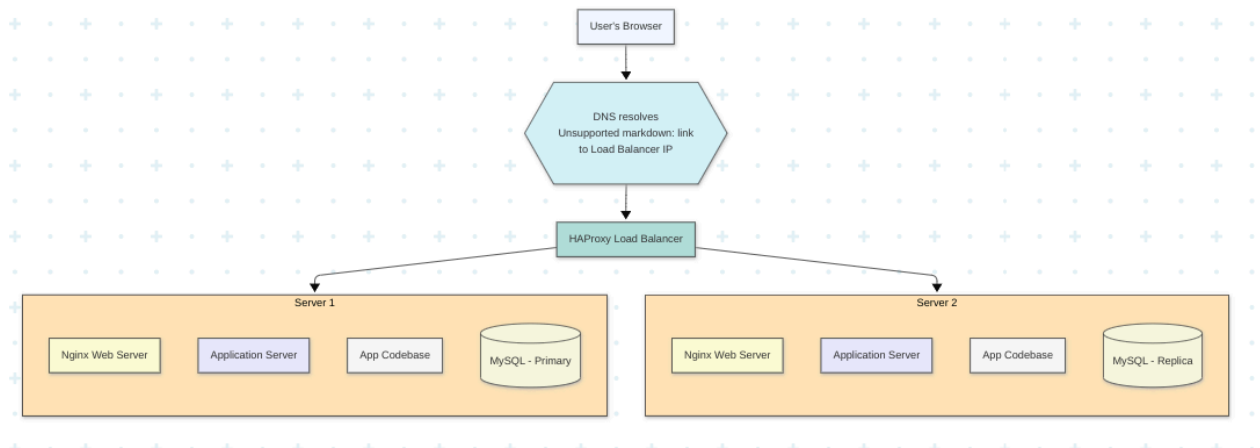 User's Browser
DNS resolves
Unsupported markdown: link
to Load Balancer IP
HAProxy Load Balancer
Server 1
Nginx Web Server
Application Server
App Codebase
MySQL - Primary
Server 2
Nginx Web Server
Application Server
App Codebase
MySQL - Replica